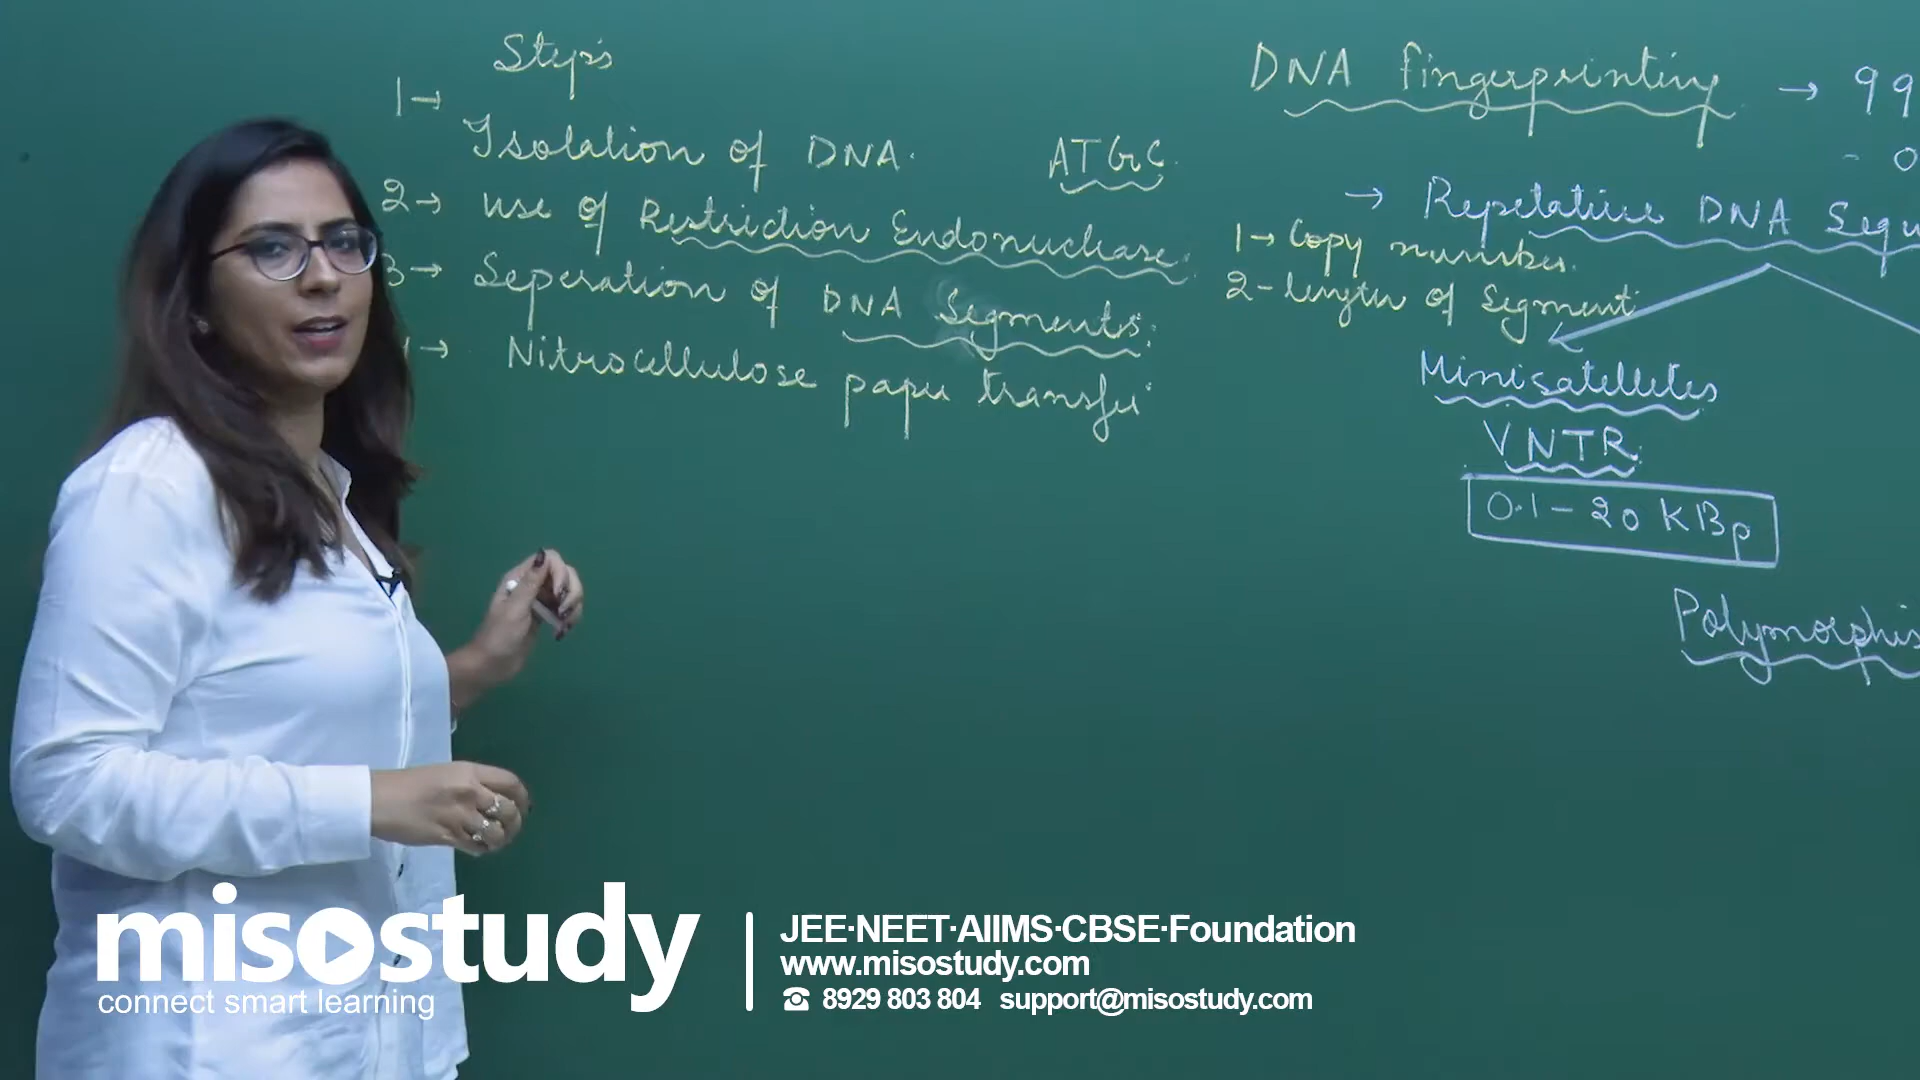 Steps
1→
Isolation of DNA.
ATGC.
2→ use of Restriction Endonuclease.
3→ Seperation of DNA Segments.
→ Nitrocellulose paper transfer
DNA fingerprinting → 99
- 0
→ Repetative DNA Sequ
1→ Copy number.
2- length of Segment
Minisatelletes
VNTR
0.1 - 20 KBp
Polymorphis
misostudy
connect smart learning
JEE·NEET·AIIMS·CBSE·Foundation
www.misostudy.com
☎ 8929 803 804 support@misostudy.com